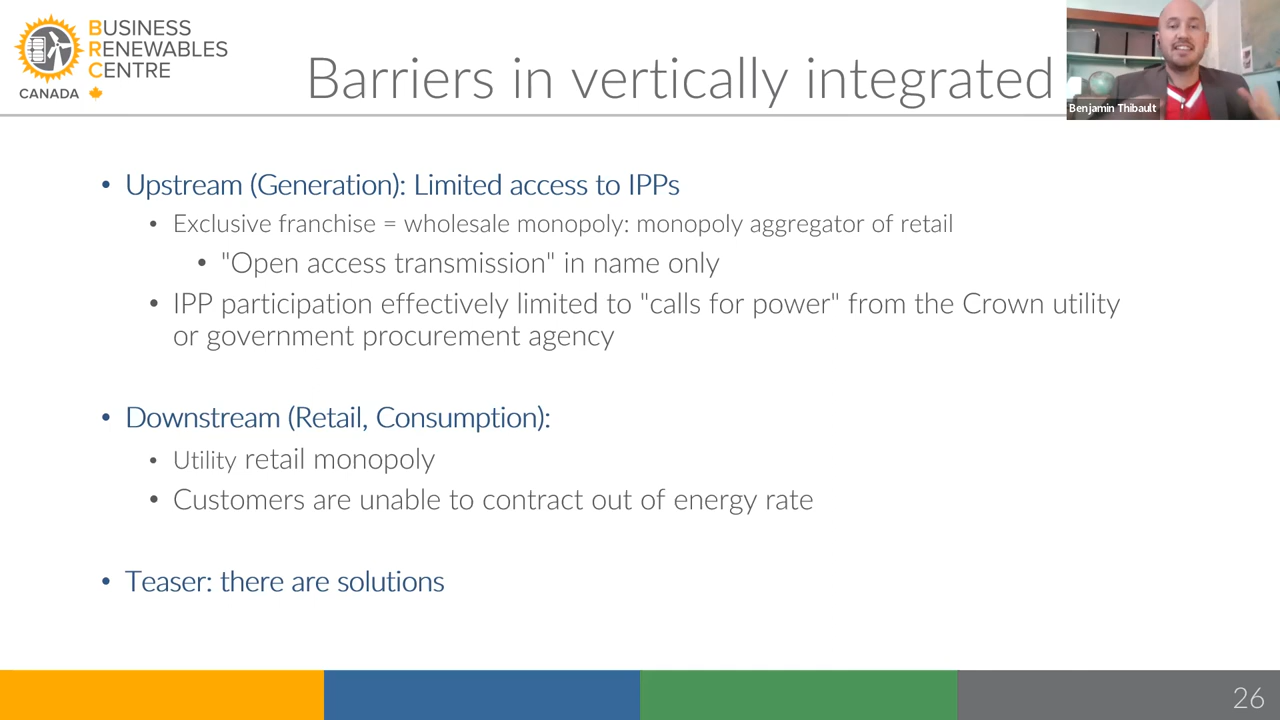 BUSINESS
RENEWABLES
CENTRE
CANADA
Barriers in vertically integrated
Benjamin Thibault
• Upstream (Generation): Limited access to IPPs
• Exclusive franchise = wholesale monopoly: monopoly aggregator of retail
• "Open access transmission" in name only
• IPP participation effectively limited to "calls for power" from the Crown utility
or government procurement agency
• Downstream (Retail, Consumption):
• Utility retail monopoly
• Customers are unable to contract out of energy rate
• Teaser: there are solutions
26